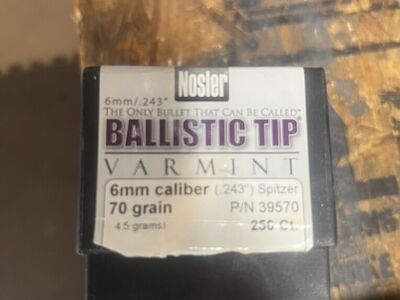 Nosler
6mm/.243"
THE ONLY BULLET THAT CAN BE CALLED™
BALLISTIC TIP®
VARMINT
6mm caliber (.243") Spitzer
70 grain P/N 39570
4.5 grams) 250 Ct.